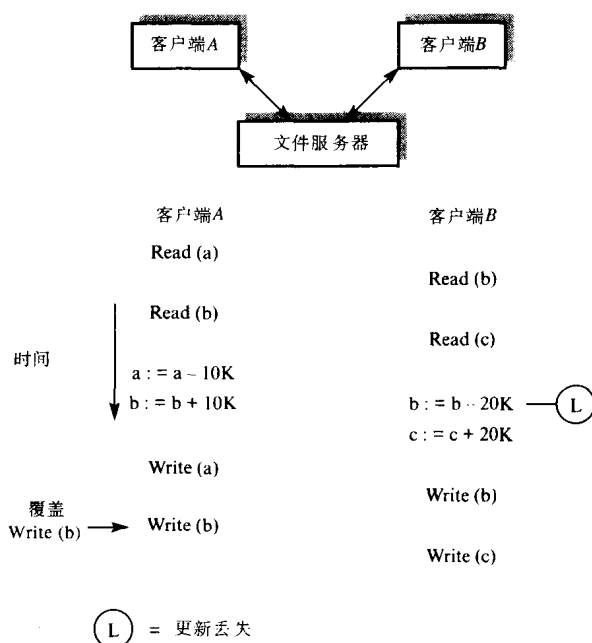 客户端A 客户端B
文件服务器
客户端A 客户端B
Read (a)
Read (b)
Read (b)
Read (c)
时间
a : = a – 10K
b : = b + 10K b : = b – 20K L
c : = c + 20K
Write (a)
覆盖 Write (b)
Write (b) Write (b)
Write (c)
L = 更新丢失